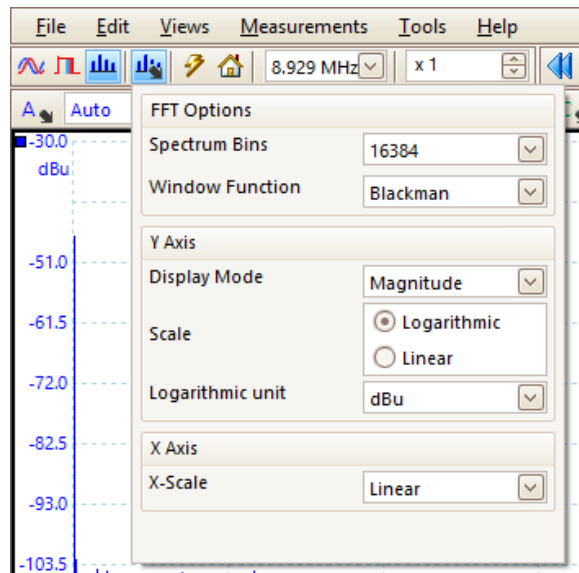 File Edit Views Measurements Tools Help
8.929 MHz x 1
A Auto
FFT Options
-30.0
dBu
Spectrum Bins 16384
Window Function Blackman
Y Axis
-51.0
Display Mode Magnitude
-61.5
Scale Logarithmic
Linear
-72.0
Logarithmic unit dBu
-82.5
X Axis
X-Scale Linear
-93.0
-103.5